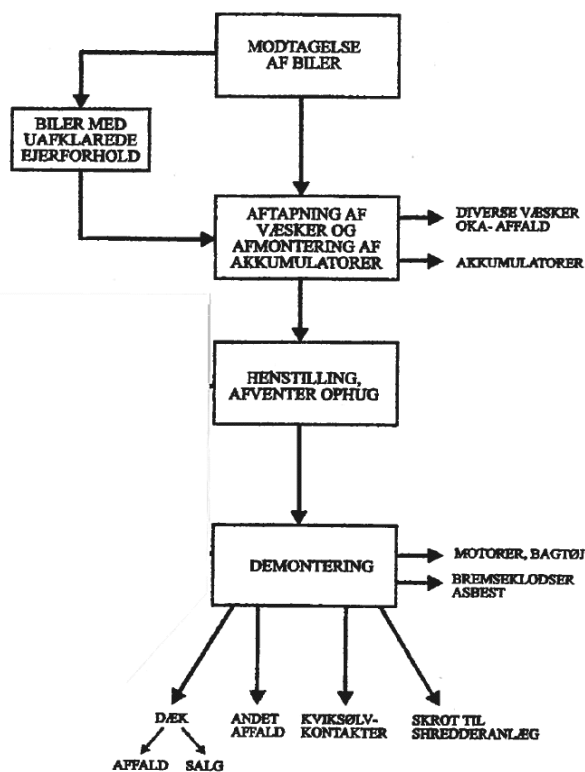 MODTAGELSE
AF BILER
BILER MED
UAFKLAREDE
EJERFORHOLD
AFTAPNING AF
VÆSKER OG
AFMONTERING AF
AKKUMULATORER
DIVERSE VÆSKER
OKA- AFFALD
AKKUMULATORER
HENSTILLING,
AFVENTER OPHUG
DEMONTERING
MOTORER, BAGTØJ
BREMSEKLODSER
ASBEST
DÆK
ANDET
AFFALD
KVIKSØLV-
KONTAKTER
SKROT TIL
SHREDDERANLÆG
AFFALD
SALG